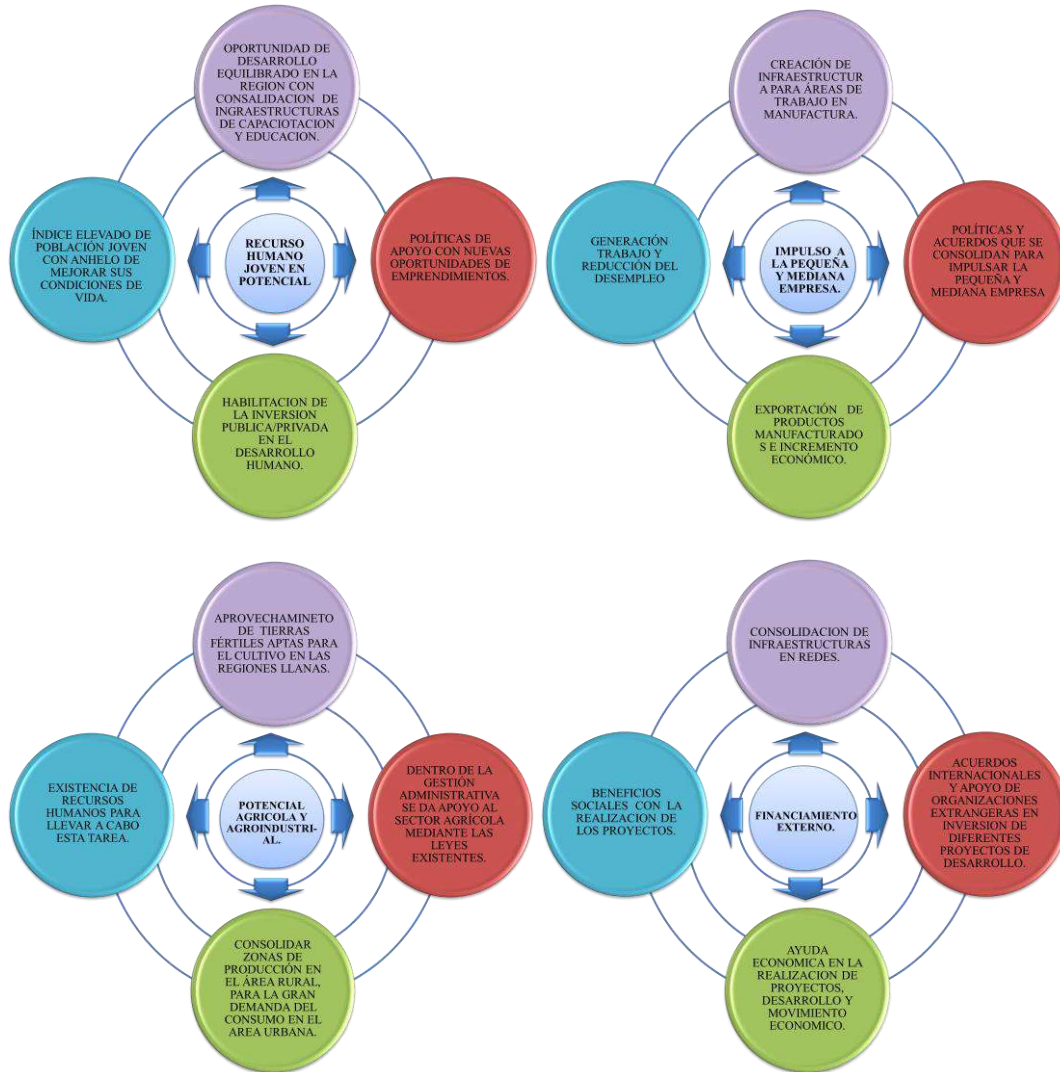 OPORTUNIDAD DE
DESARROLLO
EQUILIBRADO EN LA
REGION CON
CONSALIDACION DE
INGRAESTRUCTURAS
DE CAPACIOTACION
Y EDUCACION.
ÍNDICE ELEVADO DE
POBLACIÓN JOVEN
CON ANHELO DE
MEJORAR SUS
CONDICIONES DE
VIDA.
RECURSO
HUMANO
JOVEN EN
POTENCIAL
POLÍTICAS DE
APOYO CON NUEVAS
OPORTUNIDADES DE
EMPRENDIMIENTOS.
HABILITACION DE
LA INVERSION
PUBLICA/PRIVADA
EN EL
DESARROLLO
HUMANO.
CREACIÓN DE
INFRAESTRUCTUR
A PARA ÁREAS DE
TRABAJO EN
MANUFACTURA.
GENERACIÓN
TRABAJO Y
REDUCCIÓN DEL
DESEMPLEO
IMPULSO A
LA PEQUEÑA
Y MEDIANA
EMPRESA.
POLÍTICAS Y
ACUERDOS QUE SE
CONSOLIDAN PARA
IMPULSAR LA
PEQUEÑA Y
MEDIANA EMPRESA
EXPORTACIÓN DE
PRODUCTOS
MANUFACTURADO
S E INCREMENTO
ECONÓMICO.
APROVECHAMINETO
DE TIERRAS
FÉRTILES APTAS PARA
EL CULTIVO EN LAS
REGIONES LLANAS.
EXISTENCIA DE
RECURSOS
HUMANOS PARA
LLEVAR A CABO
ESTA TAREA.
POTENCIAL
AGRICOLA Y
AGROINDUSTRI-
AL.
DENTRO DE LA
GESTIÓN
ADMINISTRATIVA
SE DA APOYO AL
SECTOR AGRÍCOLA
MEDIANTE LAS
LEYES
EXISTENTES.
CONSOLIDAR
ZONAS DE
PRODUCCIÓN EN
EL ÁREA RURAL,
PARA LA GRAN
DEMANDA DEL
CONSUMO EN EL
AREA URBANA.
CONSOLIDACION DE
INFRAESTRUCTURAS
EN REDES.
BENEFICIOS
SOCIALES CON LA
REALIZACION DE
LOS PROYECTOS.
FINANCIAMIENTO
EXTERNO.
ACUERDOS
INTERNACIONALES
Y APOYO DE
ORGANIZACIONES
EXTRANGERAS EN
INVERSION DE
DIFERENTES
PROYECTOS DE
DESARROLLO.
AYUDA
ECONOMICA EN LA
REALIZACION DE
PROYECTOS,
DESARROLLO Y
MOVIMIENTO
ECONOMICO.